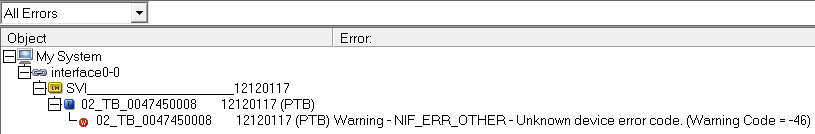 All Errors
Object Error:
My System
interface0-0
SVI____________________12120117
02_TB_0047450008 12120117 (PTB)
02_TB_0047450008 12120117 (PTB) Warning - NIF_ERR_OTHER - Unknown device error code. (Warning Code = -46)